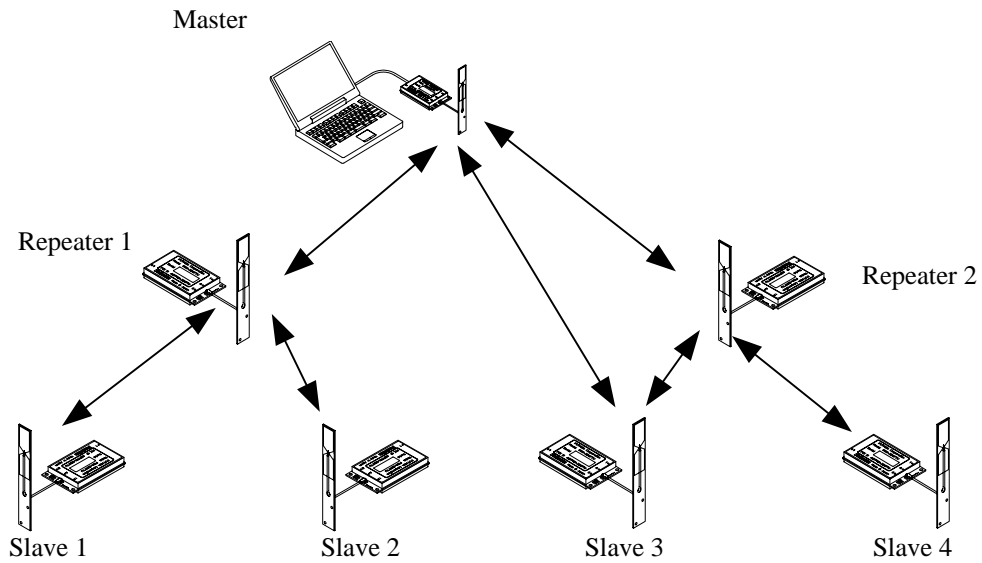 Master
Repeater 1
Repeater 2
Slave 1
Slave 2
Slave 3
Slave 4